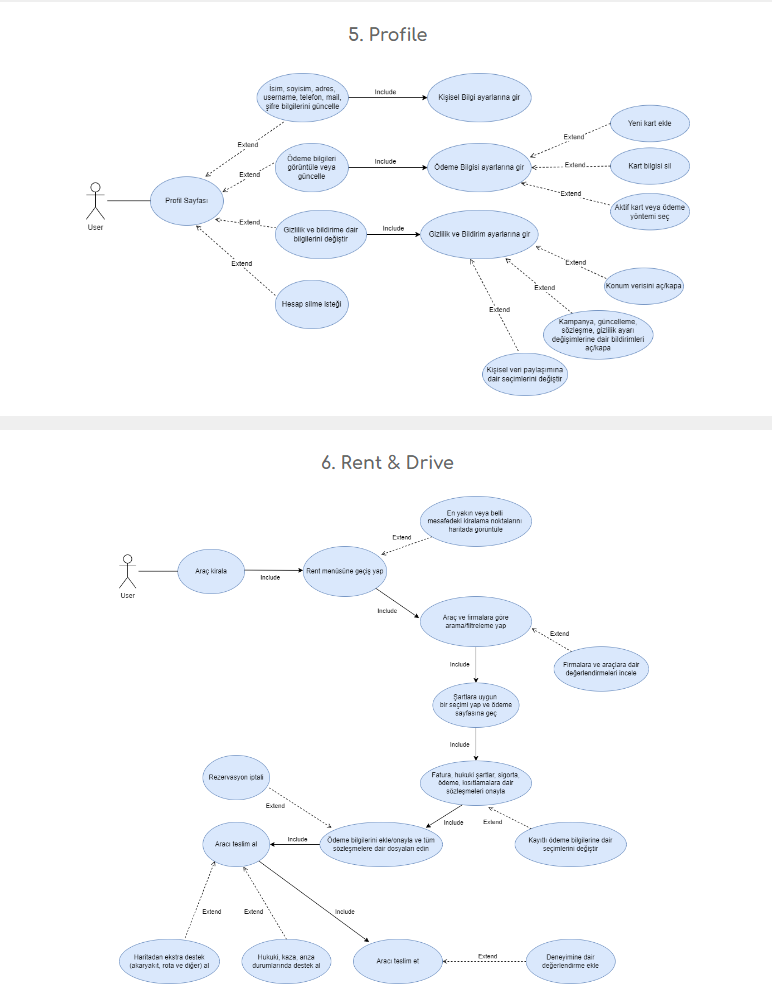 5. Profile
İsim, soyisim, adres,
username, telefon, mail,
şifre bilgilerini güncelle
Include
Kişisel Bilgi ayarlarına gir
Yeni kart ekle
Extend
Extend
Ödeme bilgileri
görüntüle veya
güncelle
Include
Ödeme Bilgisi ayarlarına gir
Extend
Kart bilgisi sil
Extend
Extend
Aktif kart veya ödeme
yöntemi seç
User
Profil Sayfası
Extend
Gizlilik ve bildirime dair
bilgilerini değiştir
Include
Gizlilik ve Bildirim ayarlarına gir
Extend
Extend
Konum verisini aç/kapa
Extend
Hesap silme isteği
Extend
Kampanya, güncelleme,
sözleşme, gizlilik ayarı
değişimlerine dair bildirimleri
aç/kapa
Kişisel veri paylaşımına
dair seçimlerini değiştir
6. Rent & Drive
En yakın veya belli
mesafedeki kiralama noktalarını
haritada görüntüle
Extend
User
Araç kirala
Include
Rent menüsüne geçiş yap
Include
Araç ve firmalara göre
arama/filtreleme yap
Extend
Firmalara ve araçlara dair
değerlendirmeleri incele
Include
Şartlara uygun
bir seçimi yap ve ödeme
sayfasına geç
Include
Rezervasyon iptali
Fatura, hukuki şartlar, sigorta,
ödeme, kısıtlamalara dair
sözleşmeleri onayla
Extend
Include
Extend
Aracı teslim al
Include
Ödeme bilgilerini ekle/onayla ve tüm
sözleşmelere dair dosyaları edin
Kayıtlı ödeme bilgilerine dair
seçimlerini değiştir
Extend
Extend
Include
Haritadan ekstra destek
(akaryakıt, rota ve diğer) al
Hukuki, kaza, arıza
durumlarında destek al
Aracı teslim et
Extend
Deneyimine dair
değerlendirme ekle